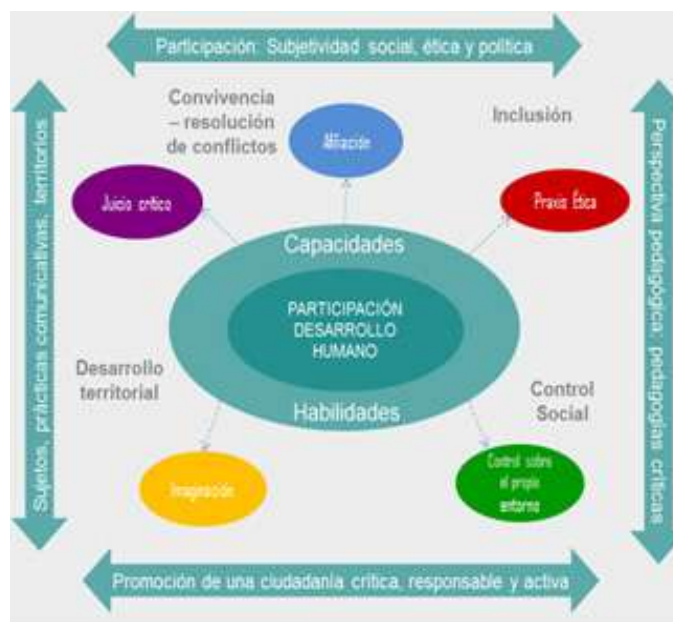 Participación: Subjetividad social, ética y política
Convivencia
– resolución
de conflictos
Afiliación
Inclusión
Juicio crítico
Praxis Ética
Sujetos, prácticas comunicativas, territorios
Perspectiva pedagógica: pedagogías críticas
Capacidades
PARTICIPACIÓN
DESARROLLO
HUMANO
Habilidades
Desarrollo
territorial
Control
Social
Imaginación
Control sobre
el propio
entorno
Promoción de una ciudadanía crítica, responsable y activa